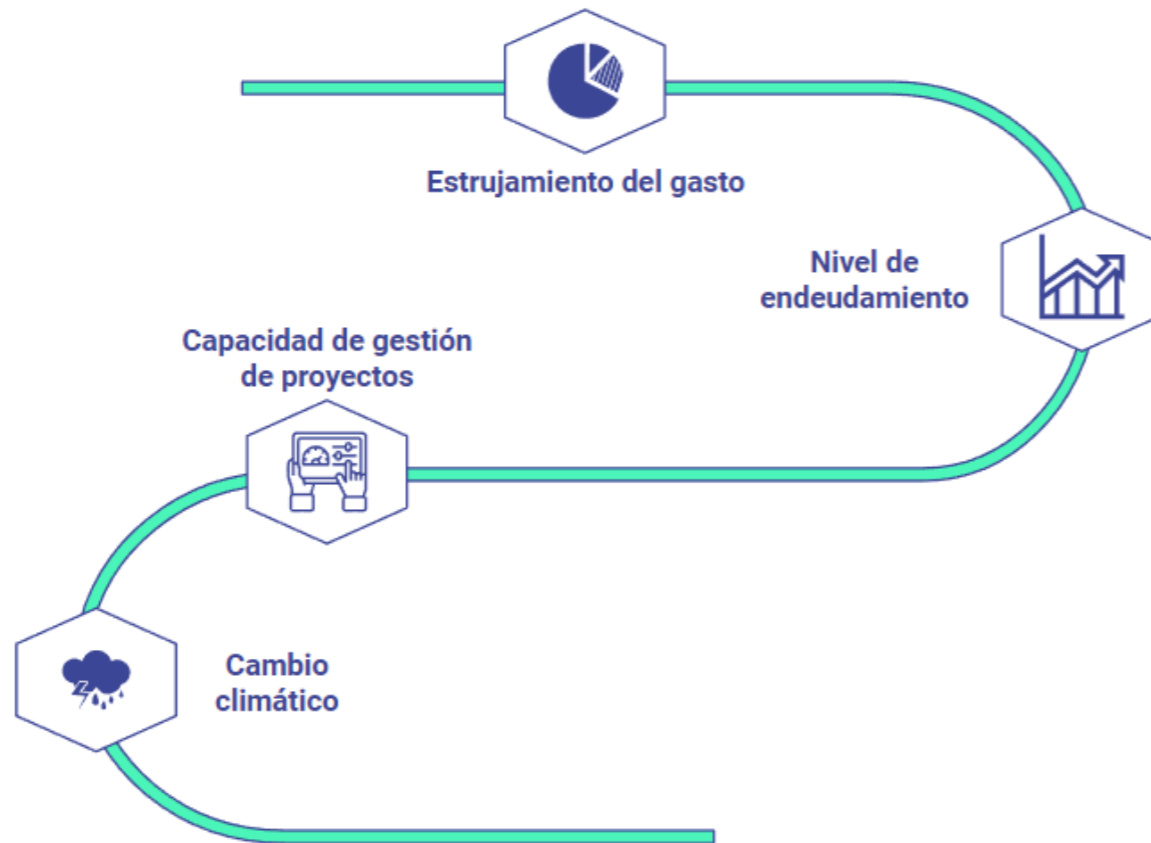 Estrujamiento del gasto
Nivel de
endeudamiento
Capacidad de gestión
de proyectos
Cambio
climático